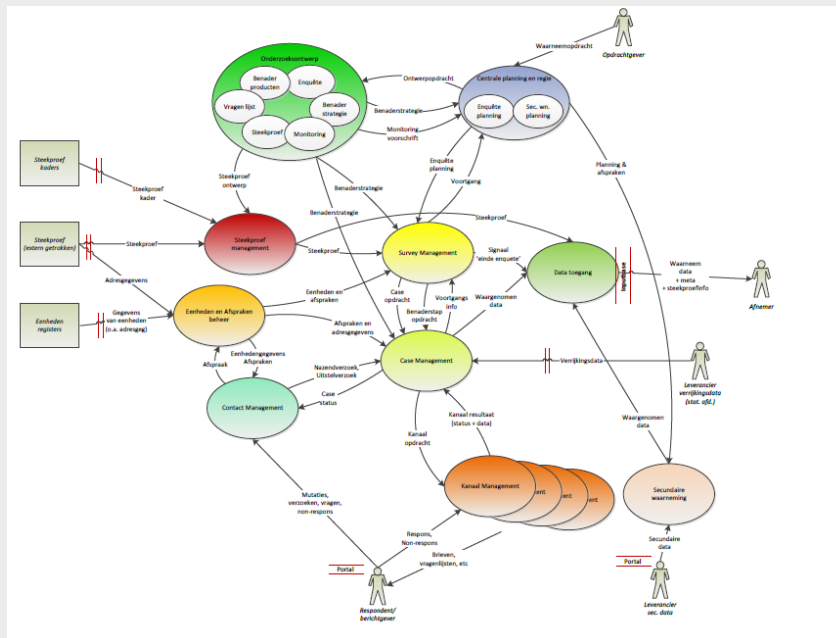 Opdrachtgever
Waarneemopdracht
Onderzoeksontwerp
Benader
producten
Enquête
Vragen lijst
Benader
strategie
Steekproef
Monitoring
Centrale planning en regie
Enquête
planning
Sec. wn.
planning
Ontwerpopdracht
Benaderstrategie
Monitoring
voorschrift
Steekproef
kaders
Steekproef
ontwerp
Enquête
planning
Voortgang
Planning &
afspraken
Steekproef
kader
Benaderstrategie
Benaderstrategie
Steekproef
Steekproef
(extern getrokken)
Steekproef
Steekproef
management
Steekproef
Survey Management
Signaal
"einde enquete"
Data toegang
Inputbase
Waarneem
data
+ meta
+ steekproefinfo
Afnemer
Adresgegevens
Eenheden en
afspraken
Case
opdracht
Voortgangs
info
Waargenomen
data
Benaderstap
opdracht
Eenheden
registers
Gegevens
van eenheden
(o.a. adresgeg)
Eenheden en Afspraken
beheer
Afspraken en
adresgegevens
Afspraak
Eenhedengegevens
Afspraken
Nazendverzoek,
Uitstelverzoek
Case Management
Verrijkingsdata
Leverancier
verrijkingsdata
(stat. afd.)
Contact Management
Case
status
Kanaal
opdracht
Kanaal resultaat
(status + data)
Waargenomen
data
Kanaal Management
ent
ent
ent
Secundaire
waarneming
Mutaties,
verzoeken, vragen,
non-respons
Respons,
Non-respons
Brieven,
vragenlijsten, etc
Secundaire
data
Portal
Portal
Respondent/
berichtgever
Leverancier
sec. data